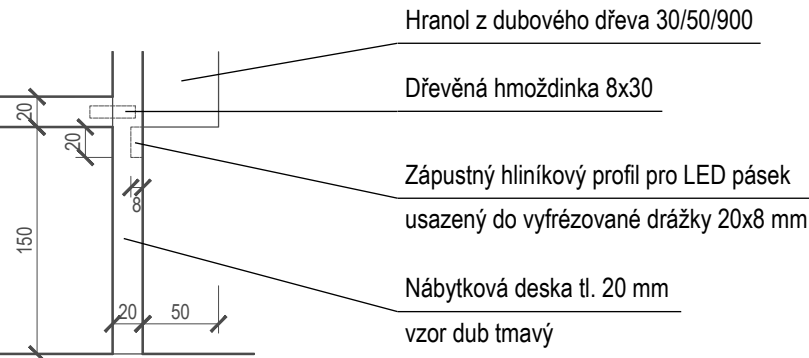 Hranol z dubového dřeva 30/50/900
Dřevěná hmoždinka 8x30
20
20
Zápustný hliníkový profil pro LED pásek
usazený do vyfrézované drážky 20x8 mm
8
150
Nábytková deska tl. 20 mm
20 50
vzor dub tmavý